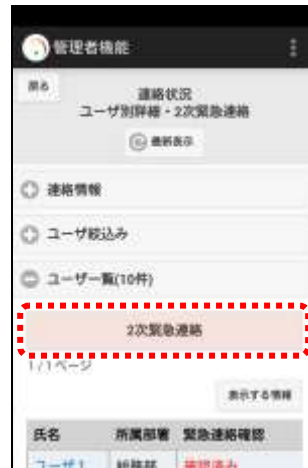 管理者機能
戻る
連絡状況
ユーザ別詳細・2次緊急連絡
最新表示
連絡情報
ユーザ絞込み
ユーザ一覧(10件)
2次緊急連絡
1/1ページ
表示する情報
氏名 所属部署 緊急連絡確認
ユーザ1 総務部 確認済み